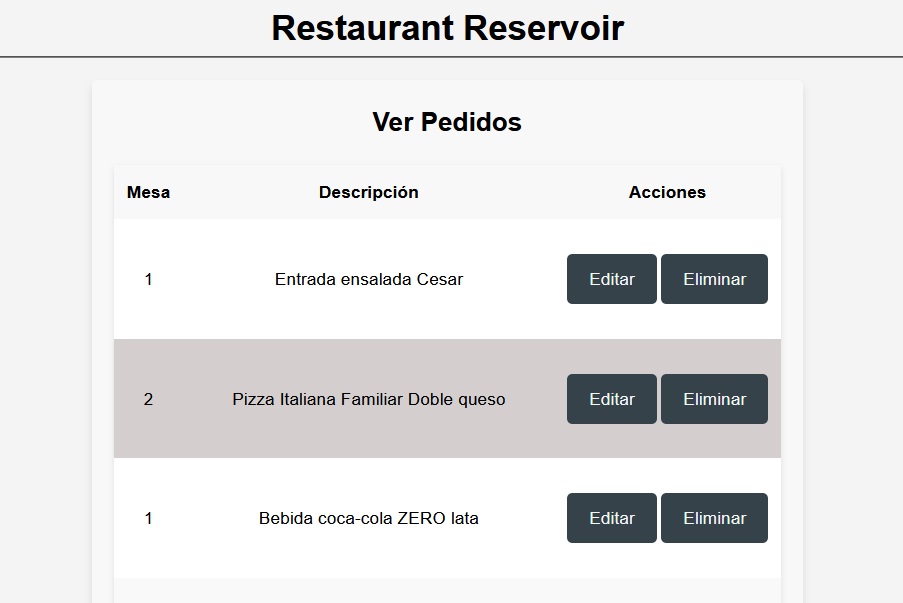 Restaurant Reservoir
Ver Pedidos
Mesa Descripción Acciones
1 Entrada ensalada Cesar Editar Eliminar
2 Pizza Italiana Familiar Doble queso Editar Eliminar
1 Bebida coca-cola ZERO lata Editar Eliminar